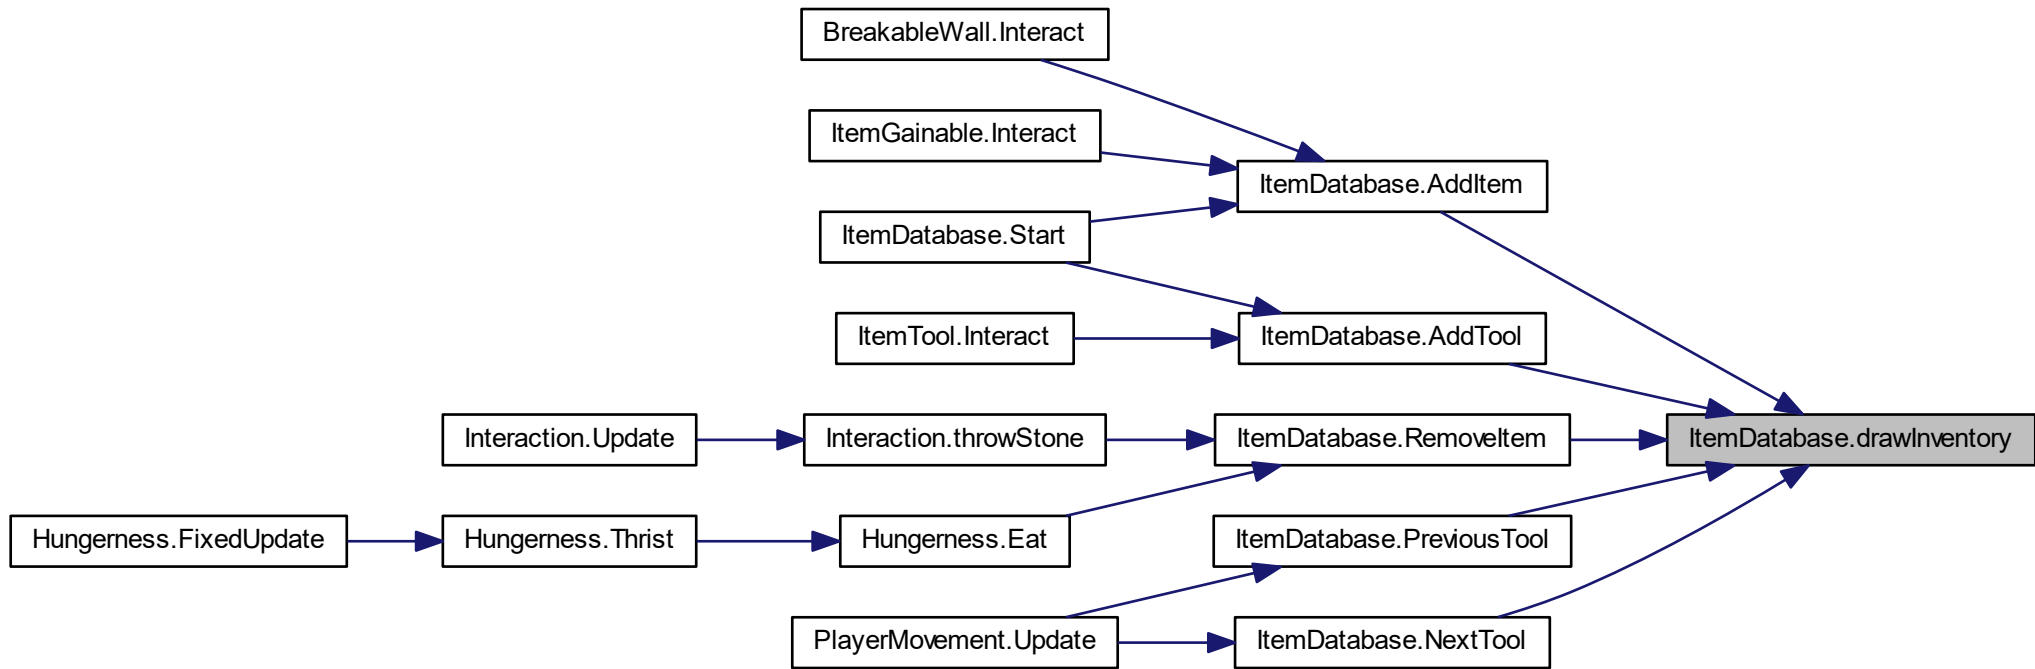 BreakableWall.Interact
ItemGainable.Interact
ItemDatabase.AddItem
ItemDatabase.Start
ItemTool.Interact
ItemDatabase.AddTool
Interaction.Update
Interaction.throwStone
ItemDatabase.RemoveItem
ItemDatabase.drawInventory
Hungerness.FixedUpdate
Hungerness.Thrist
Hungerness.Eat
ItemDatabase.PreviousTool
PlayerMovement.Update
ItemDatabase.NextTool